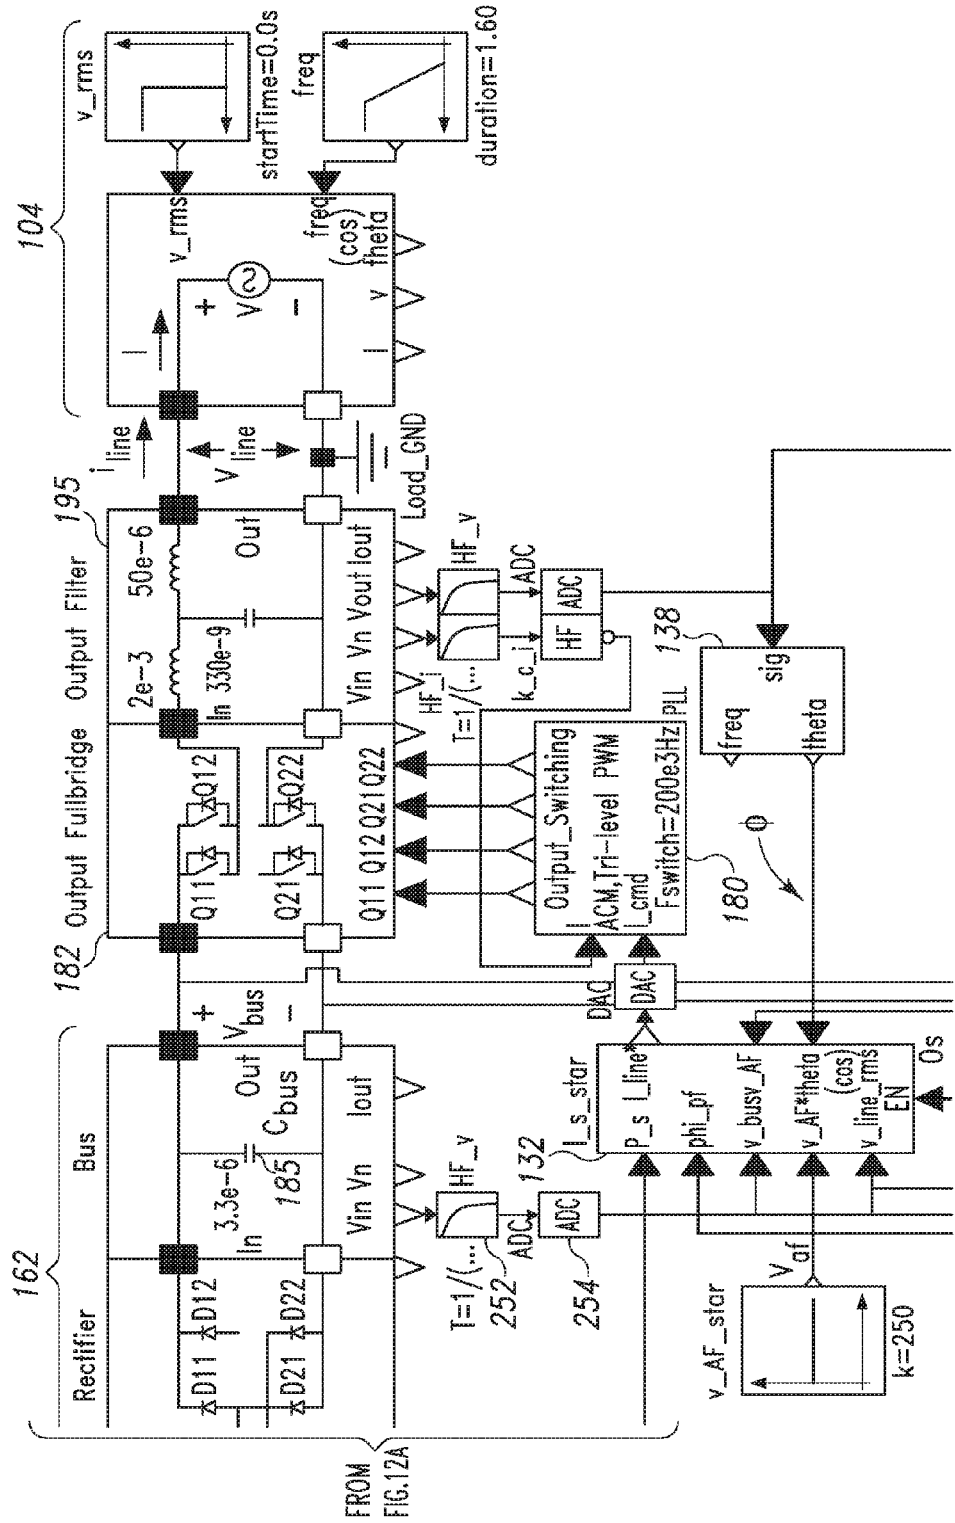 162
Rectifier
Bus
182
Output Fullbridge
Output Filter
195
104
D11
D12
D21
D22
3.3e-6
In
Out
185
C bus
+
V bus
-
Q11
Q12
Q21
Q22
2e-3
50e-6
In 330e-9
Out
i line
V line
I
+
V
-
v_rms
freq
(cos)
theta
I
v
v_rms
startTime=0.0s
freq
duration=1.60
Vin Vn
Iout
Q11 Q12 Q21 Q22
Vin Vn Vout Iout
Load_GND
FROM
FIG.12A
HF_v
T=1/(...
252
ADC
ADC
254
HF_i
T=1/(...
HF_v
k_c_i
ADC
HF
ADC
Output_Switching
I
ACM,Tri-level PWM
I_cmd
Fswitch=200e3Hz
180
DAC
DAC
I_s_star
132
P_s I_line*
phi_pf
v_busv_AF
v_AF*theta
(cos)
v_line_rms
EN
0s
PLL
138
freq
sig
theta
ϕ
v_AF_star
V af
k=250